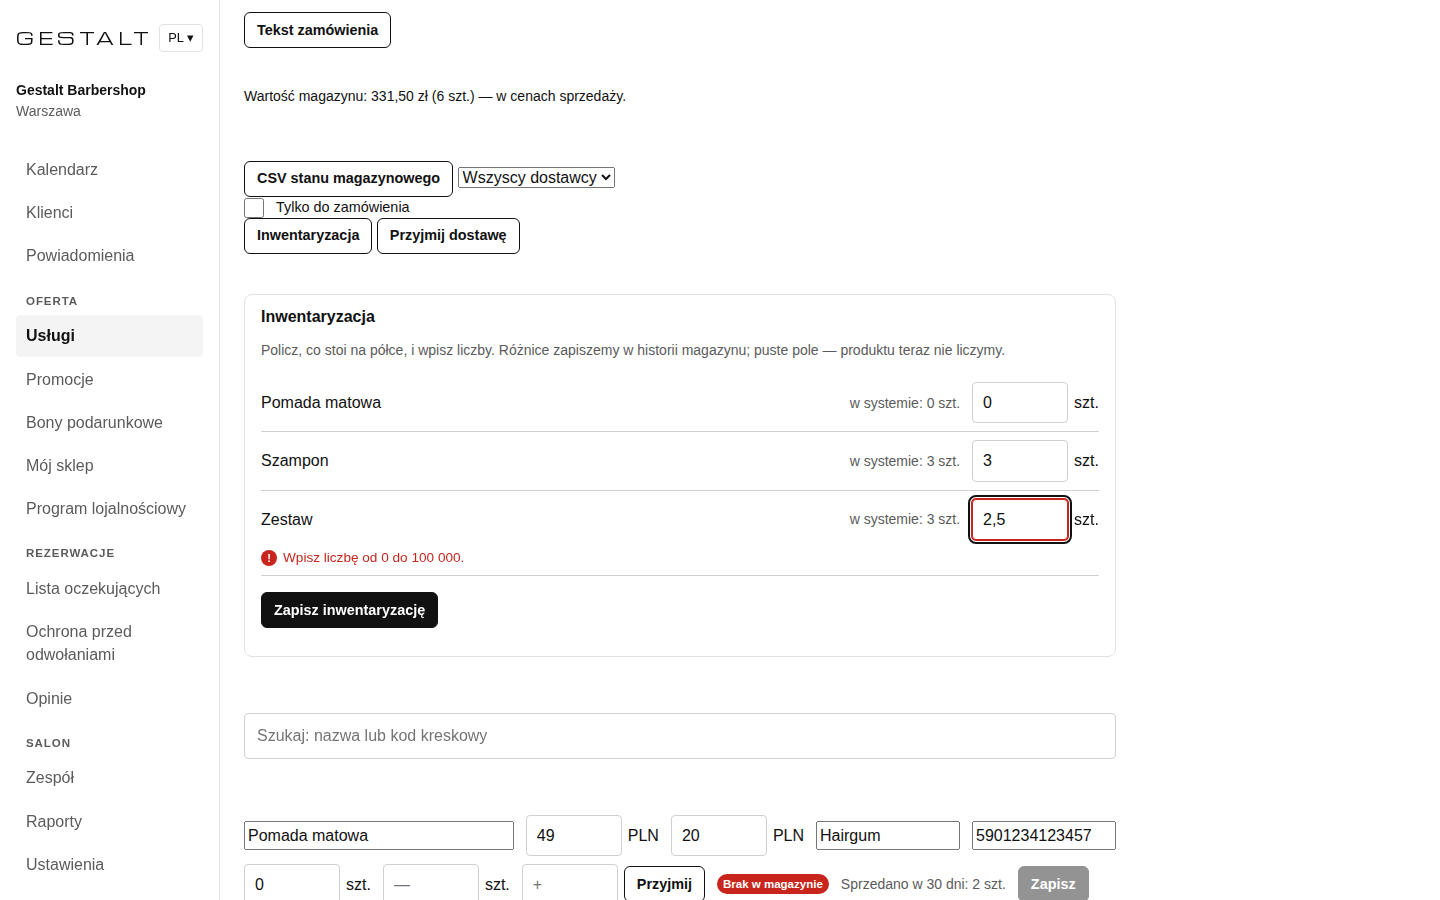 GESTALT
PL ▾
Gestalt Barbershop
Warszawa
Kalendarz
Klienci
Powiadomienia
OFERTA
Usługi
Promocje
Bony podarunkowe
Mój sklep
Program lojalnościowy
REZERWACJE
Lista oczekujących
Ochrona przed
odwołaniami
Opinie
SALON
Zespół
Raporty
Ustawienia
Tekst zamówienia
Wartość magazynu: 331,50 zł (6 szt.) — w cenach sprzedaży.
CSV stanu magazynowego Wszyscy dostawcy
Tylko do zamówienia
Inwentaryzacja Przyjmij dostawę
Inwentaryzacja
Policz, co stoi na półce, i wpisz liczby. Różnice zapiszemy w historii magazynu; puste pole — produktu teraz nie liczymy.
Pomada matowa w systemie: 0 szt. 0 szt.
Szampon w systemie: 3 szt. 3 szt.
Zestaw w systemie: 3 szt. 2,5 szt.
! Wpisz liczbę od 0 do 100 000.
Zapisz inwentaryzację
Szukaj: nazwa lub kod kreskowy
Pomada matowa 49 PLN 20 PLN Hairgum 5901234123457
0 szt. — szt. + Przyjmij Brak w magazynie Sprzedano w 30 dni: 2 szt. Zapisz